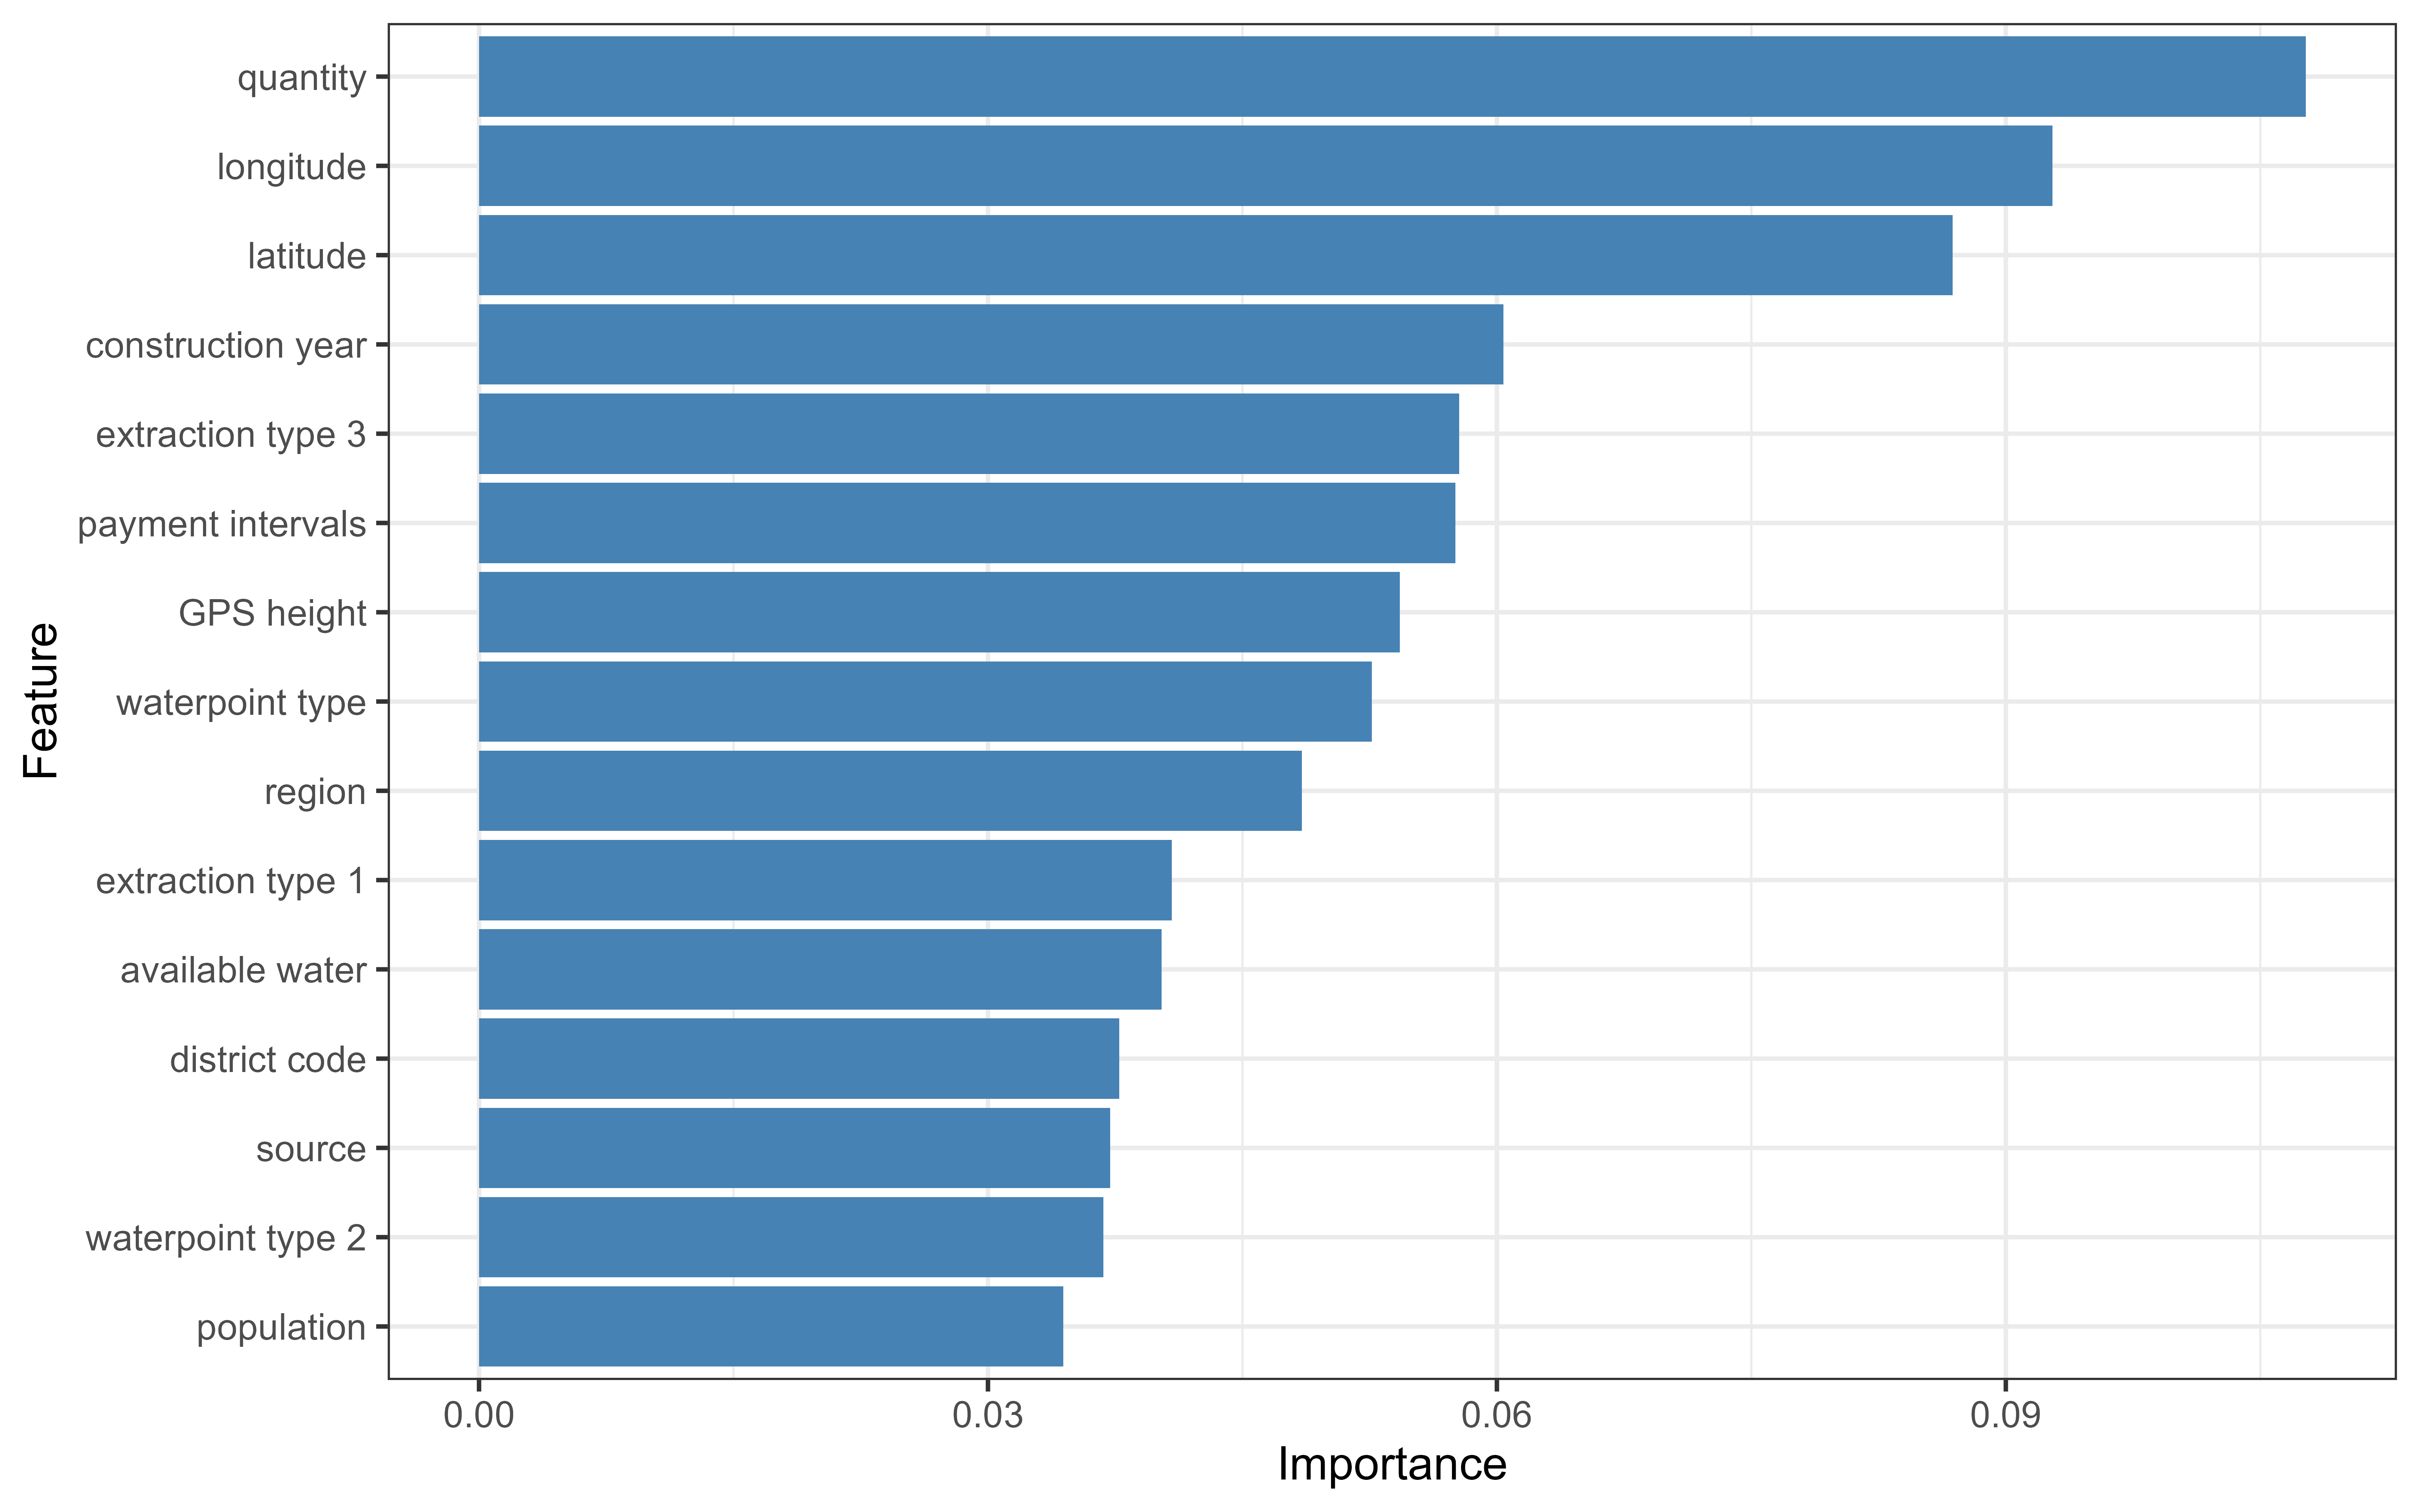 quantity
longitude
latitude
construction year
extraction type 3
payment intervals
GPS height
waterpoint type
region
extraction type 1
available water
district code
source
waterpoint type 2
population
Feature
0.00 0.03 0.06 0.09
Importance